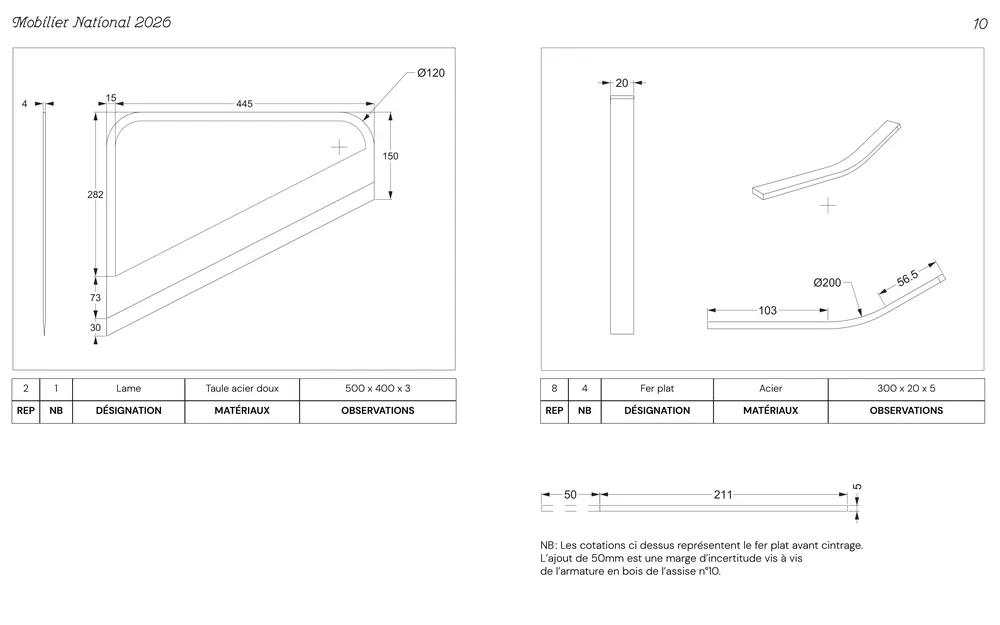 Mobilier National 2026
10
4
15
445
Ø120
150
282
73
30
2 1 Lame Taule acier doux 500 x 400 x 3
REP NB DÉSIGNATION MATÉRIAUX OBSERVATIONS
20
Ø200
56.5
103
8 4 Fer plat Acier 300 x 20 x 5
REP NB DÉSIGNATION MATÉRIAUX OBSERVATIONS
50
211
5
NB: Les cotations ci dessus représentent le fer plat avant cintrage.
L'ajout de 50mm est une marge d'incertitude vis à vis
de l'armature en bois de l'assise n°10.